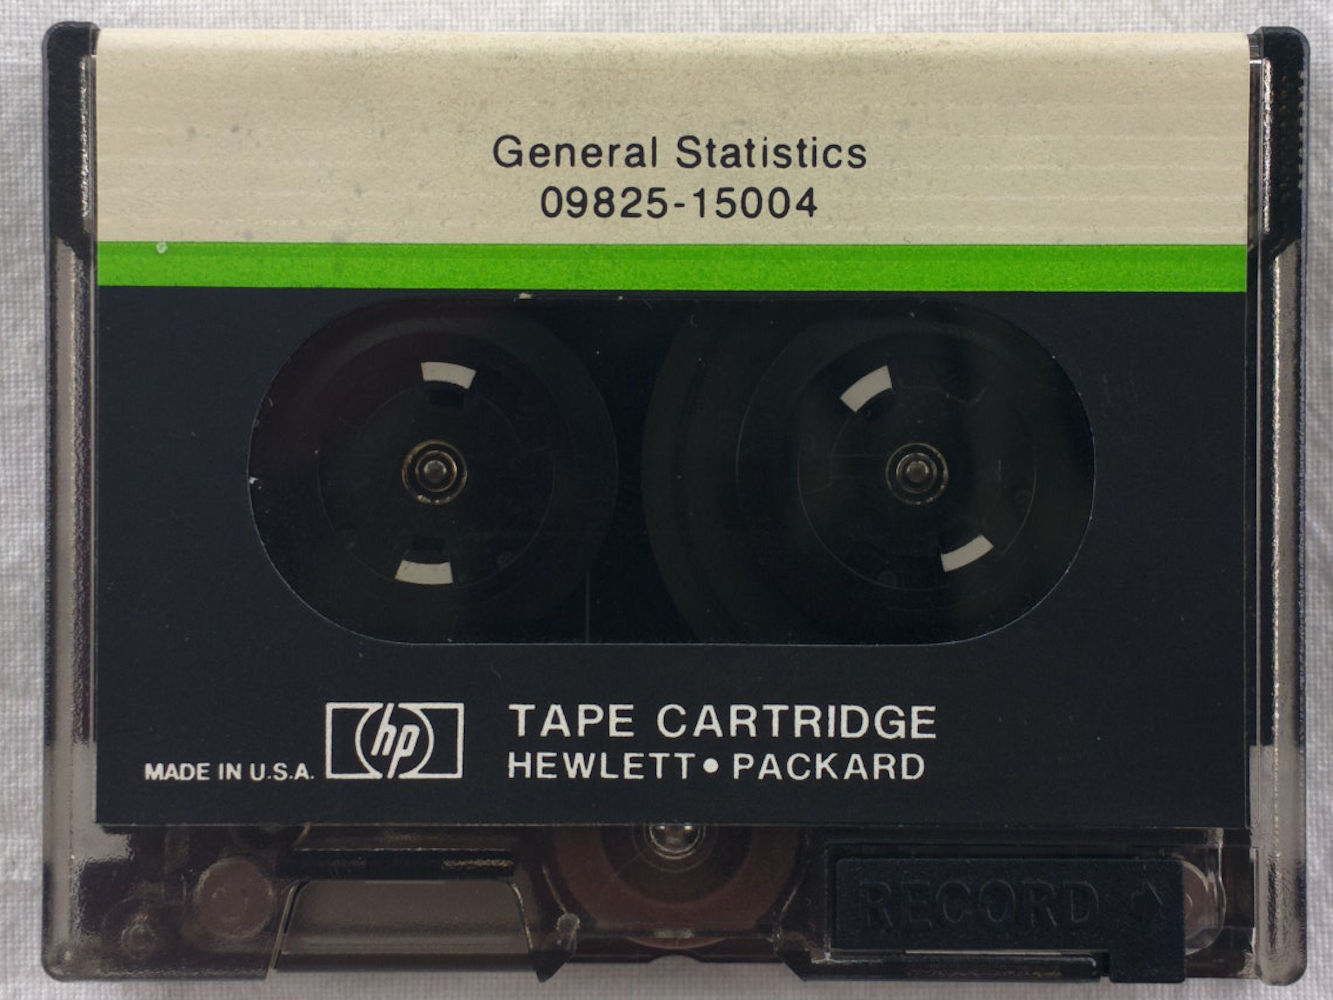 General Statistics
09825-15004
hp
TAPE CARTRIDGE
HEWLETT•PACKARD
MADE IN U.S.A.
RECORD